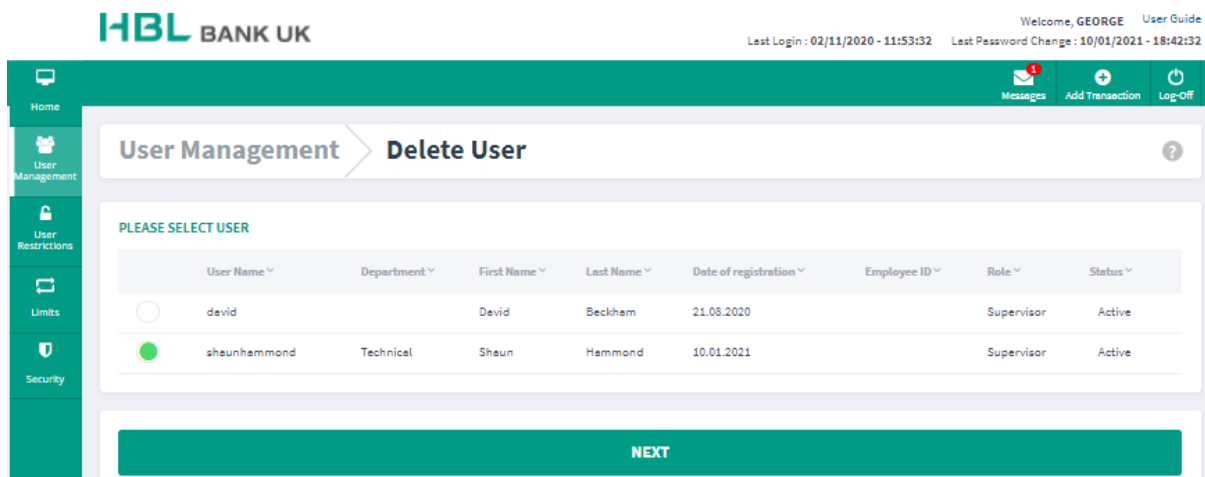 HBL BANK UK
Welcome, GEORGE User Guide
Last Login : 02/11/2020 - 11:53:32 Last Password Change : 10/01/2021 - 18:42:32
Messages 1 Add Transaction Log-Off
Home
User Management
User Restrictions
Limits
Security
User Management Delete User
?
PLEASE SELECT USER
User Name Department First Name Last Name Date of registration Employee ID Role Status
david David Beckham 21.08.2020 Supervisor Active
shaunhammond Technical Shaun Hammond 10.01.2021 Supervisor Active
NEXT